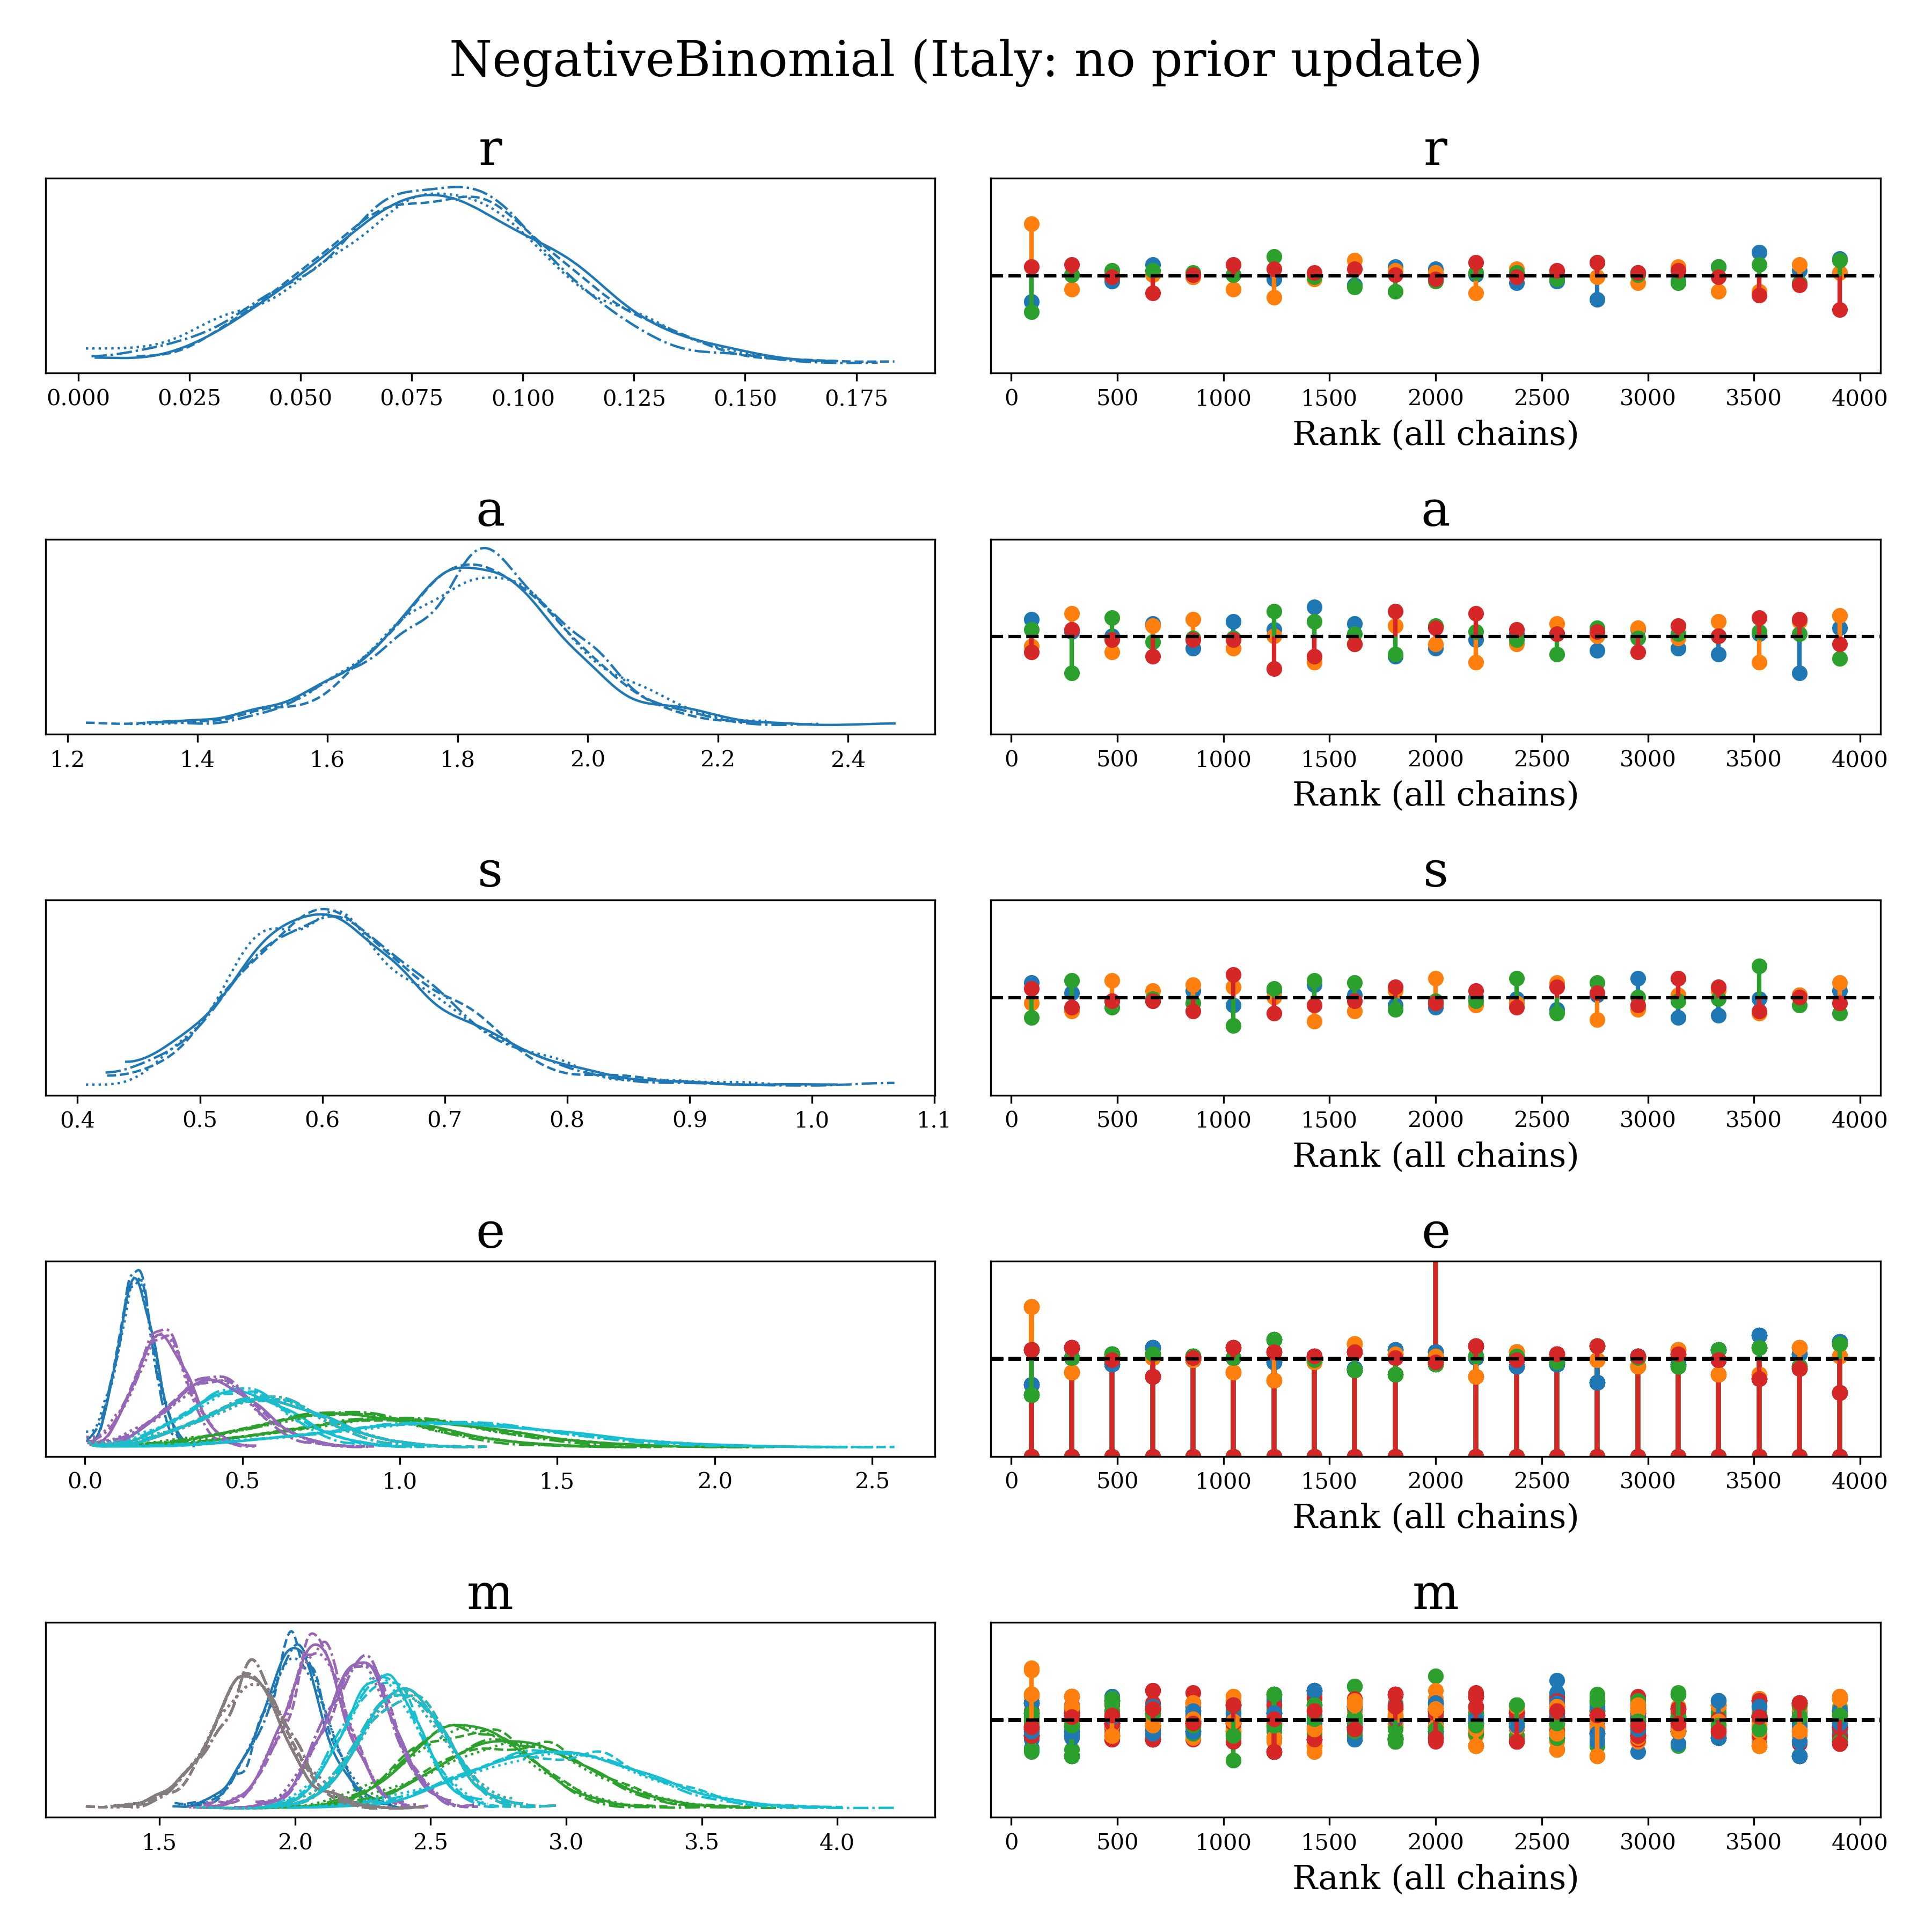 NegativeBinomial (Italy: no prior update)
r
r
0.000 0.025 0.050 0.075 0.100 0.125 0.150 0.175
0 500 1000 1500 2000 2500 3000 3500 4000
Rank (all chains)
a
a
1.2 1.4 1.6 1.8 2.0 2.2 2.4
0 500 1000 1500 2000 2500 3000 3500 4000
Rank (all chains)
s
s
0.4 0.5 0.6 0.7 0.8 0.9 1.0 1.1
0 500 1000 1500 2000 2500 3000 3500 4000
Rank (all chains)
e
e
0.0 0.5 1.0 1.5 2.0 2.5
0 500 1000 1500 2000 2500 3000 3500 4000
Rank (all chains)
m
m
1.5 2.0 2.5 3.0 3.5 4.0
0 500 1000 1500 2000 2500 3000 3500 4000
Rank (all chains)